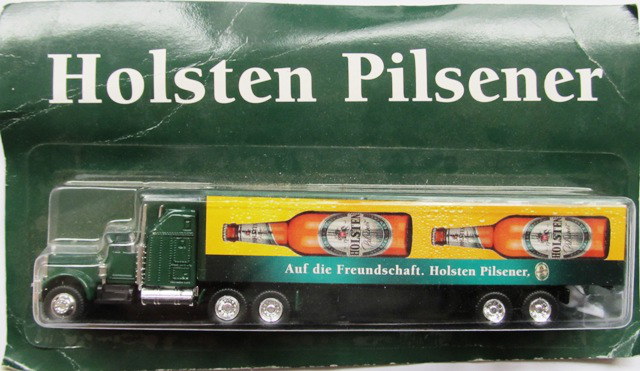 Holsten Pilsener
HOLSTEN
HOLSTEN
Auf die Freundschaft. Holsten Pilsener.